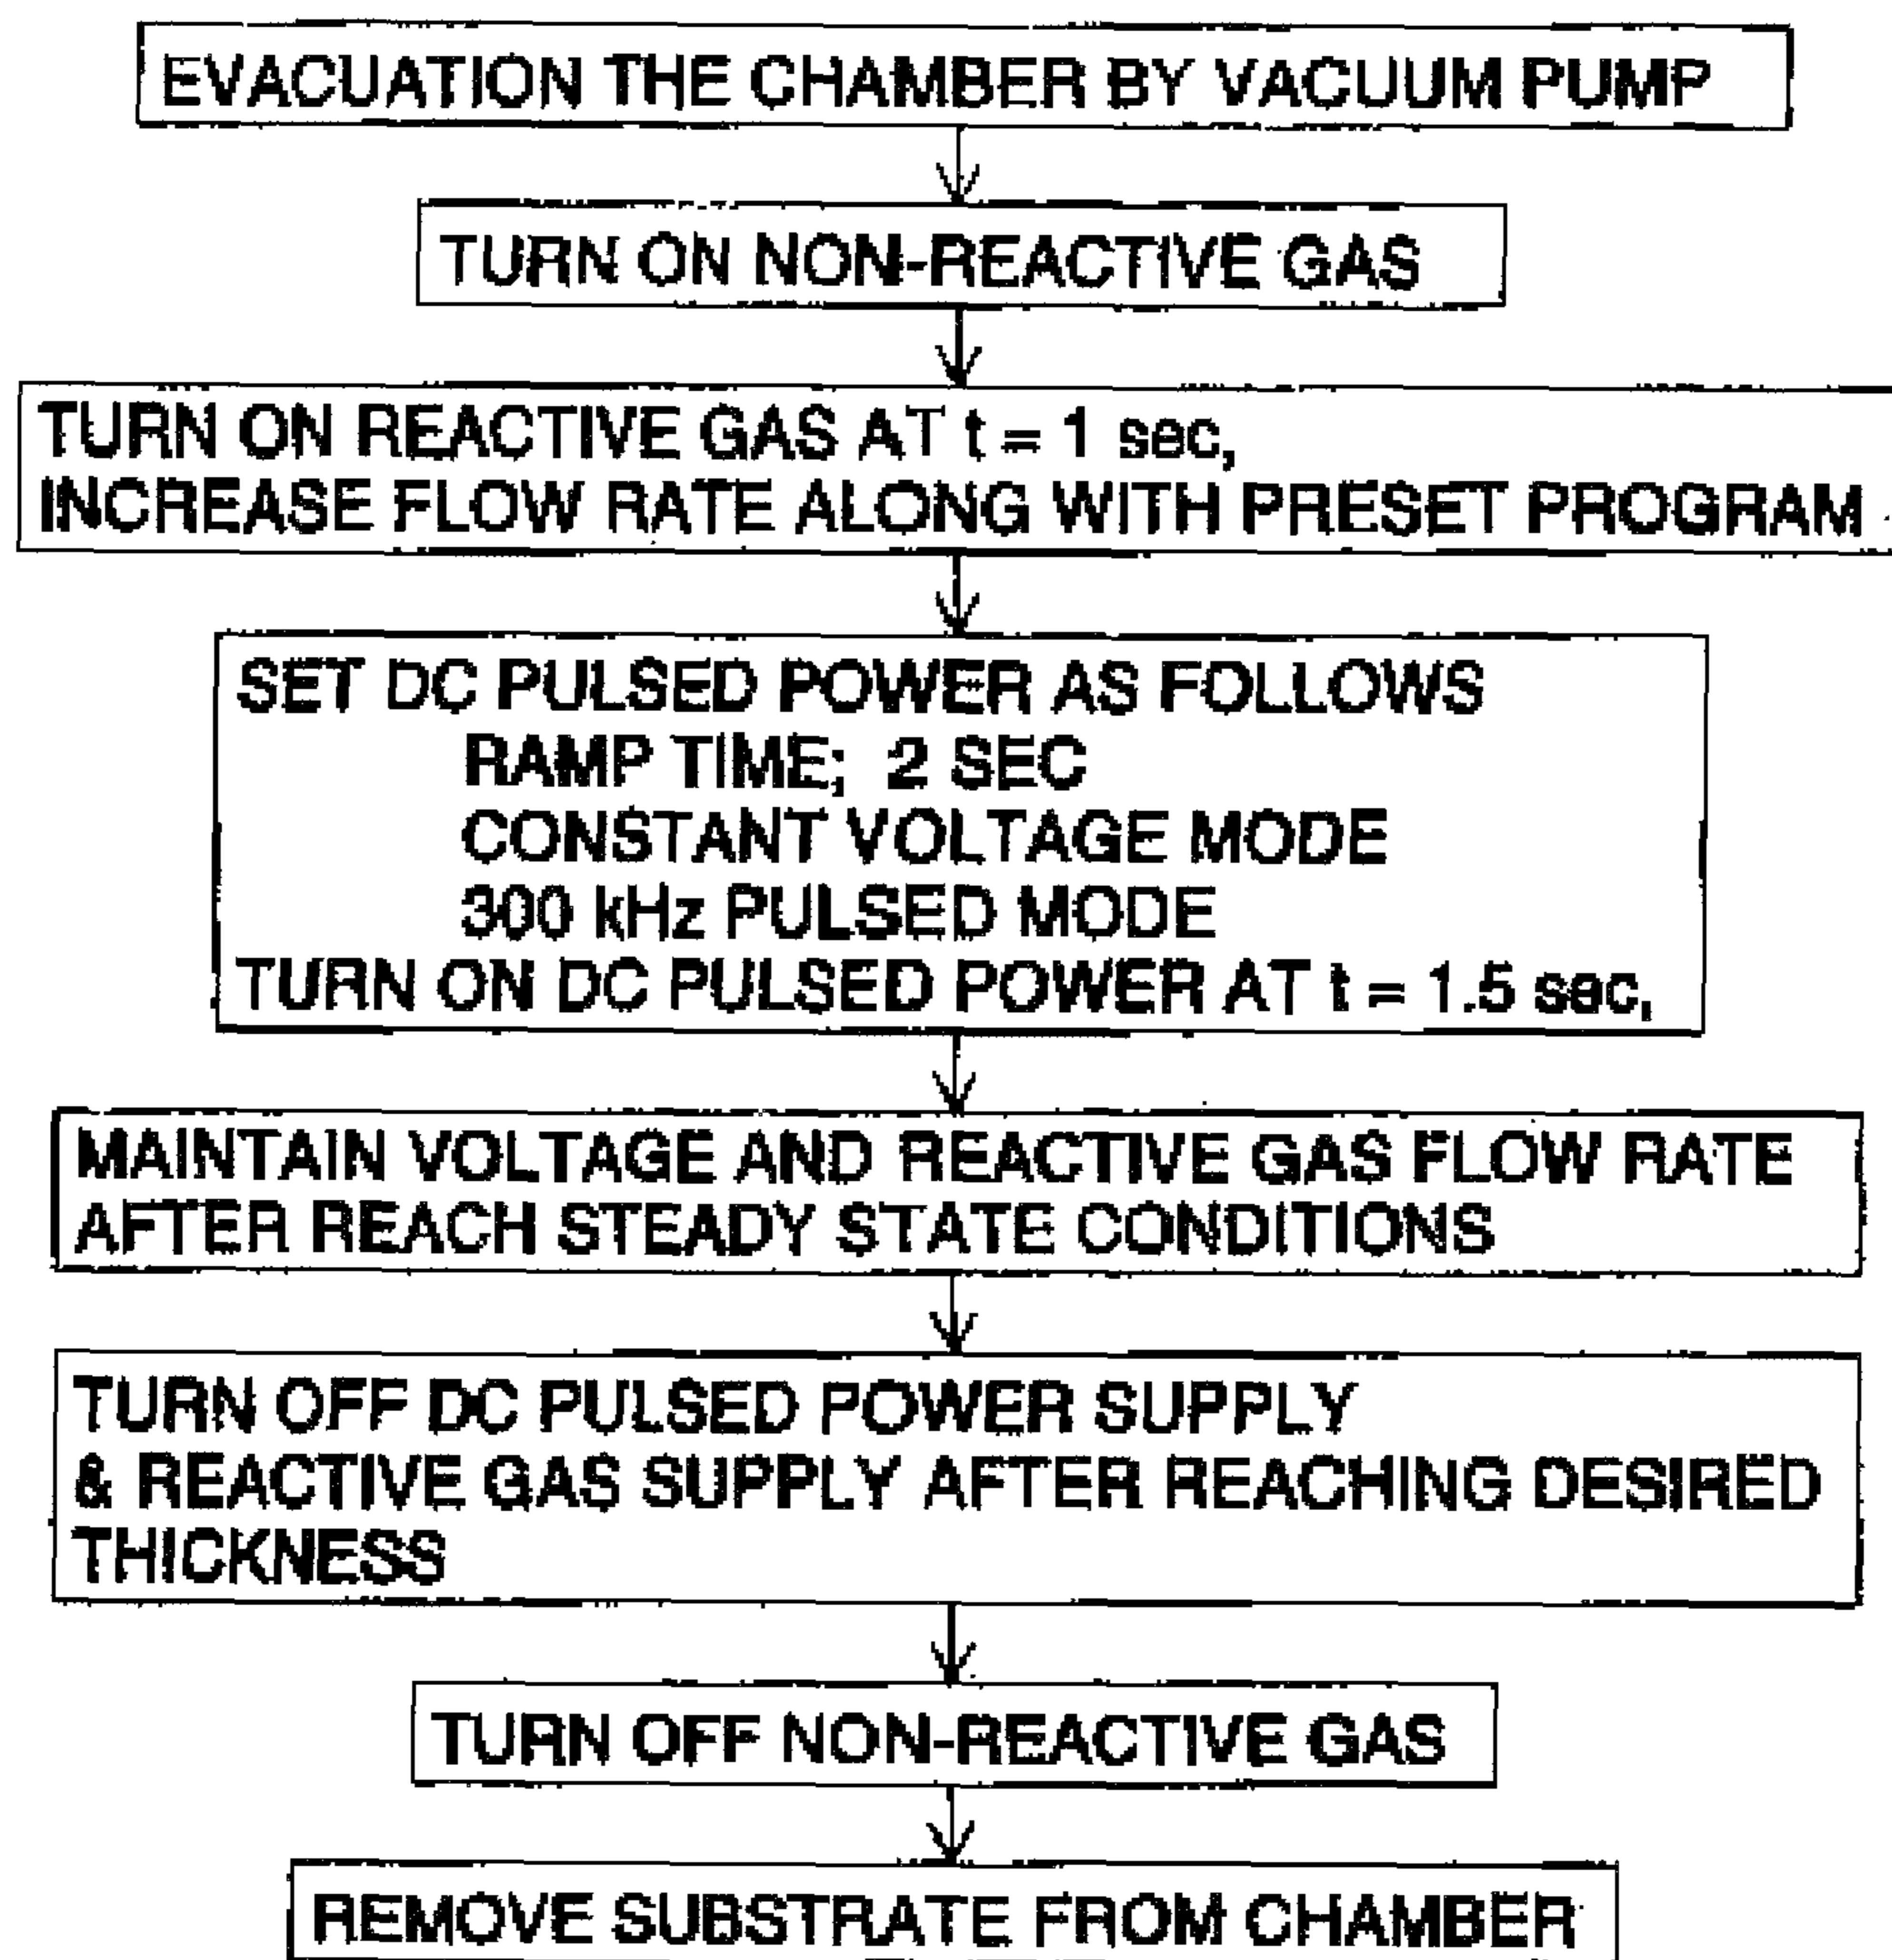 EVACUATION THE CHAMBER BY VACUUM PUMP
TURN ON NON-REACTIVE GAS
TURN ON REACTIVE GAS AT t = 1 sec,
INCREASE FLOW RATE ALONG WITH PRESET PROGRAM
SET DC PULSED POWER AS FOLLOWS
RAMP TIME; 2 SEC
CONSTANT VOLTAGE MODE
300 kHz PULSED MODE
TURN ON DC PULSED POWER AT t = 1.5 sec,
MAINTAIN VOLTAGE AND REACTIVE GAS FLOW RATE
AFTER REACH STEADY STATE CONDITIONS
TURN OFF DC PULSED POWER SUPPLY
& REACTIVE GAS SUPPLY AFTER REACHING DESIRED
THICKNESS
TURN OFF NON-REACTIVE GAS
REMOVE SUBSTRATE FROM CHAMBER